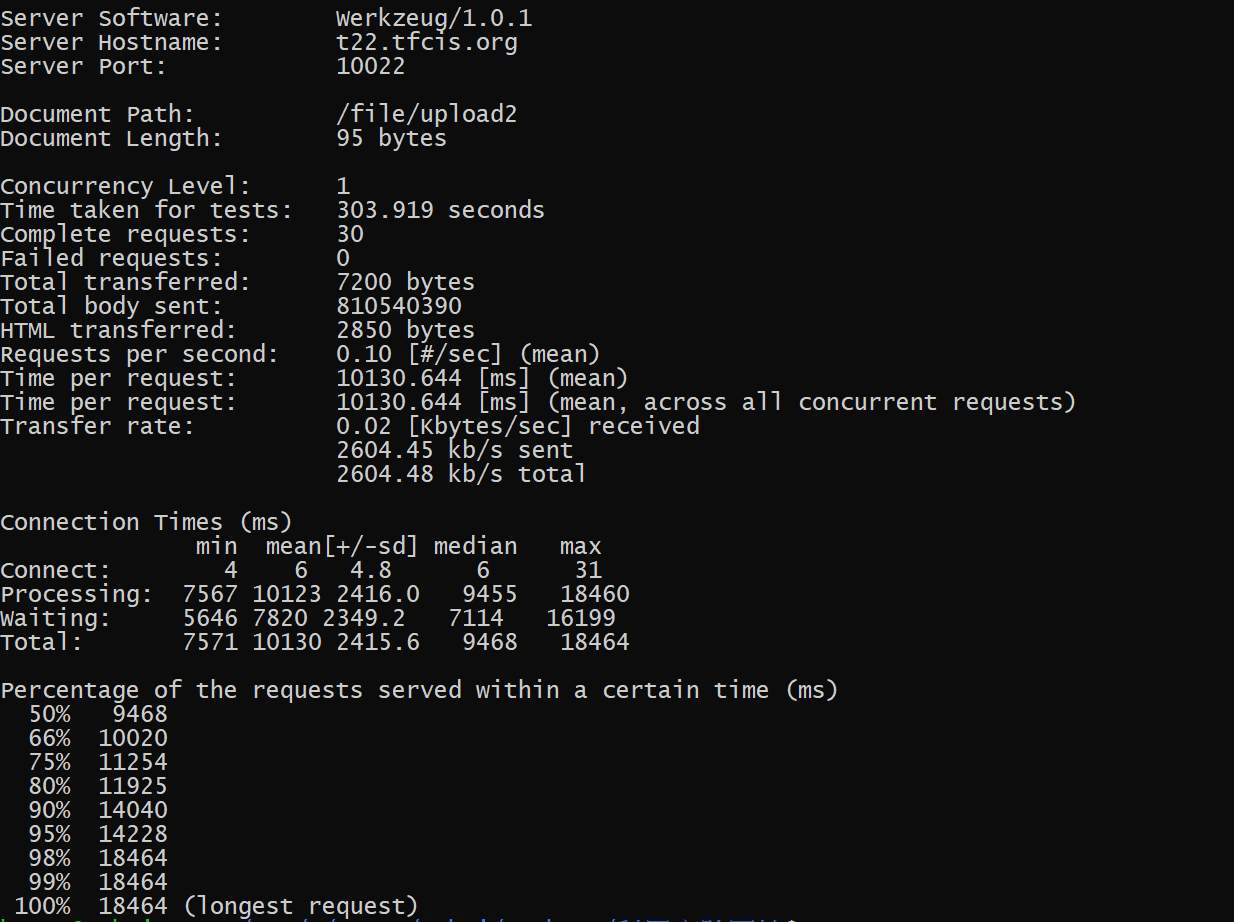 Server Software: Werkzeug/1.0.1
Server Hostname: t22.tfcis.org
Server Port: 10022
Document Path: /file/upload2
Document Length: 95 bytes
Concurrency Level: 1
Time taken for tests: 303.919 seconds
Complete requests: 30
Failed requests: 0
Total transferred: 7200 bytes
Total body sent: 810540390
HTML transferred: 2850 bytes
Requests per second: 0.10 [#/sec] (mean)
Time per request: 10130.644 [ms] (mean)
Time per request: 10130.644 [ms] (mean, across all concurrent requests)
Transfer rate: 0.02 [Kbytes/sec] received
2604.45 kb/s sent
2604.48 kb/s total
Connection Times (ms)
min mean[+/-sd] median max
Connect: 4 6 4.8 6 31
Processing: 7567 10123 2416.0 9455 18460
Waiting: 5646 7820 2349.2 7114 16199
Total: 7571 10130 2415.6 9468 18464
Percentage of the requests served within a certain time (ms)
50% 9468
66% 10020
75% 11254
80% 11925
90% 14040
95% 14228
98% 18464
99% 18464
100% 18464 (longest request)